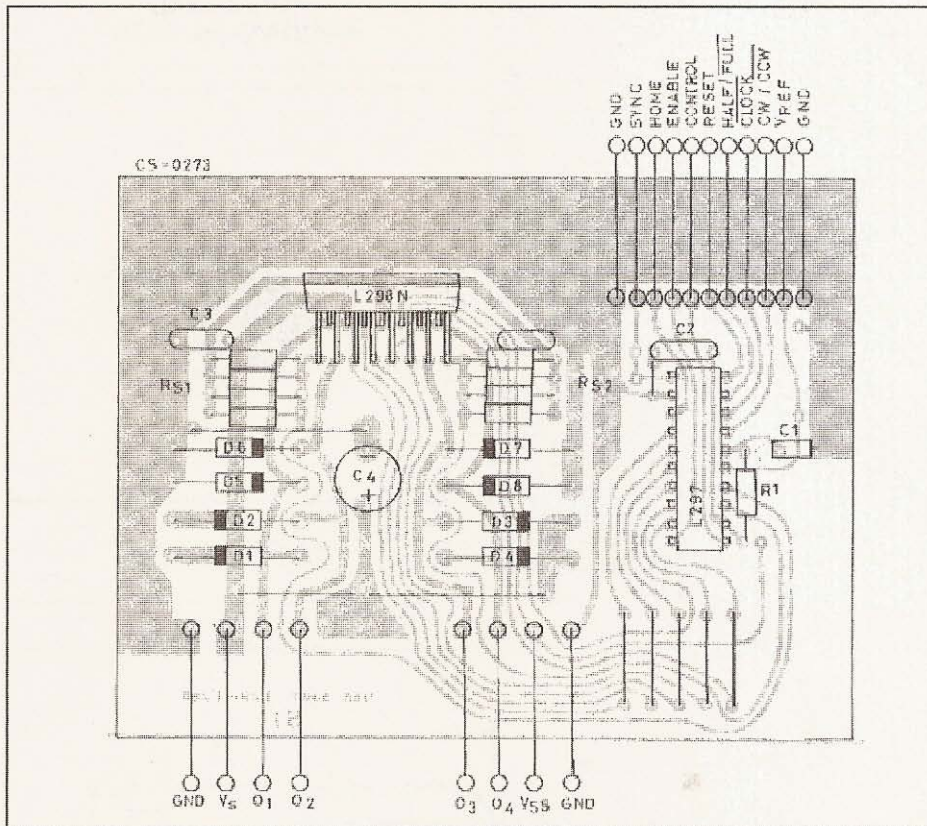 GND
SYNC
HOME
ENABLE
CONTROL
RESET
HALF/FULL
CLOCK
CW/CCW
VREF
GND
CS-0273
L298N
C3
C2
RS1
RS2
C1
D6
D7
C4
D5
D8
R1
L297
D2
D3
D1
D4
GND
Vs
O1
O2
O3
O4
VSS
GND